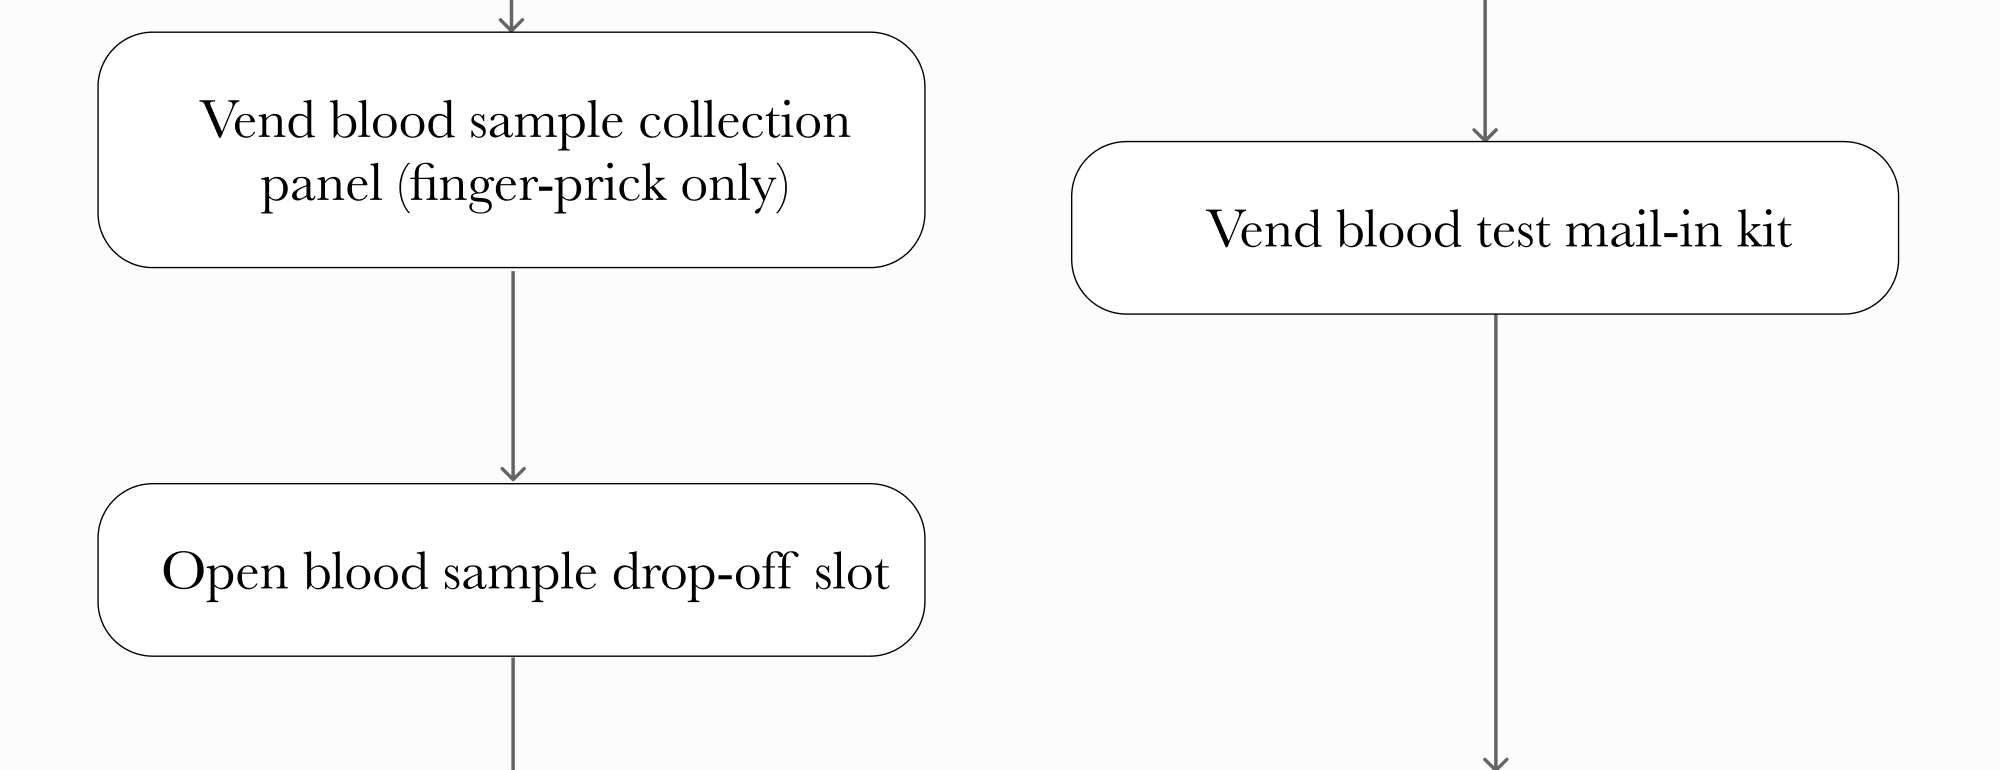 Vend blood sample collection
panel (finger-prick only)
Vend blood test mail-in kit
Open blood sample drop-off slot